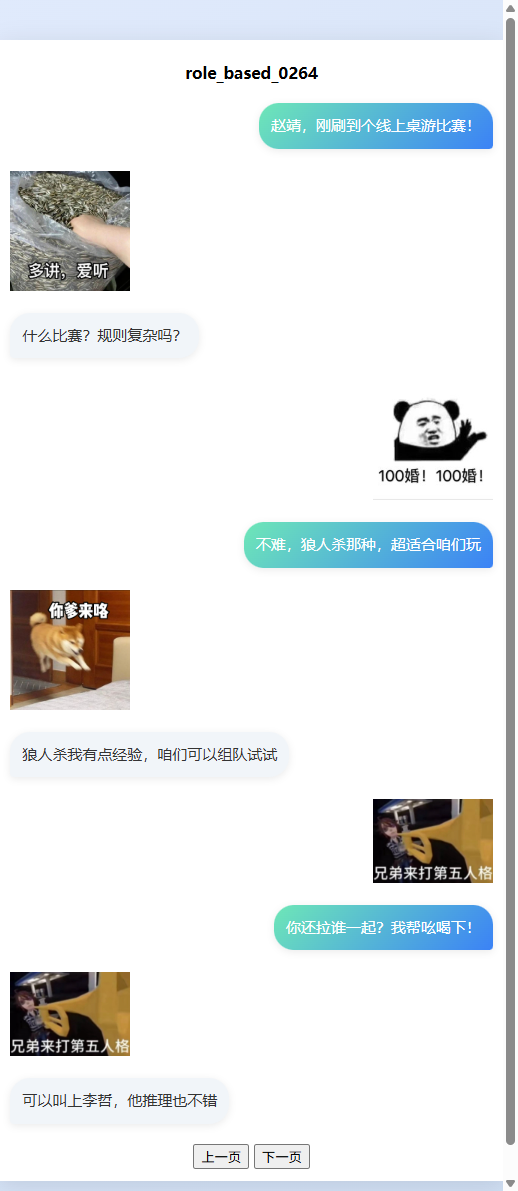 role_based_0264
赵靖，刚刷到个线上桌游比赛！
多讲，爱听
什么比赛？规则复杂吗？
100婚！100婚！
不难，狼人杀那种，超适合咱们玩
你爹来咯
狼人杀我有点经验，咱们可以组队试试
兄弟来打第五人格
你还拉谁一起？我帮吆喝下！
兄弟来打第五人格
可以叫上李哲，他推理也不错
上一页 下一页